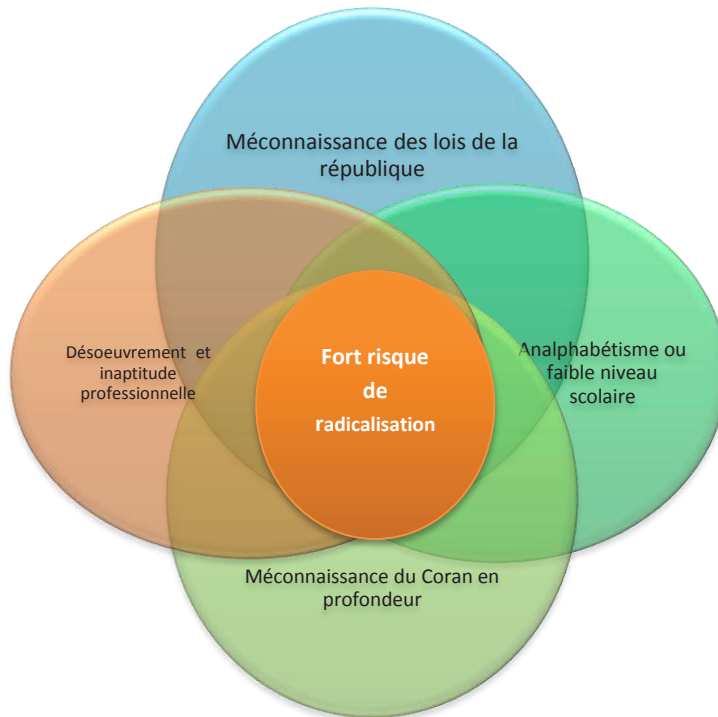 Méconnaissance des lois de la
république
Désoeuvrement et
inaptitude
professionnelle
Fort risque
de
radicalisation
Analphabétisme ou
faible niveau
scolaire
Méconnaissance du Coran en
profondeur